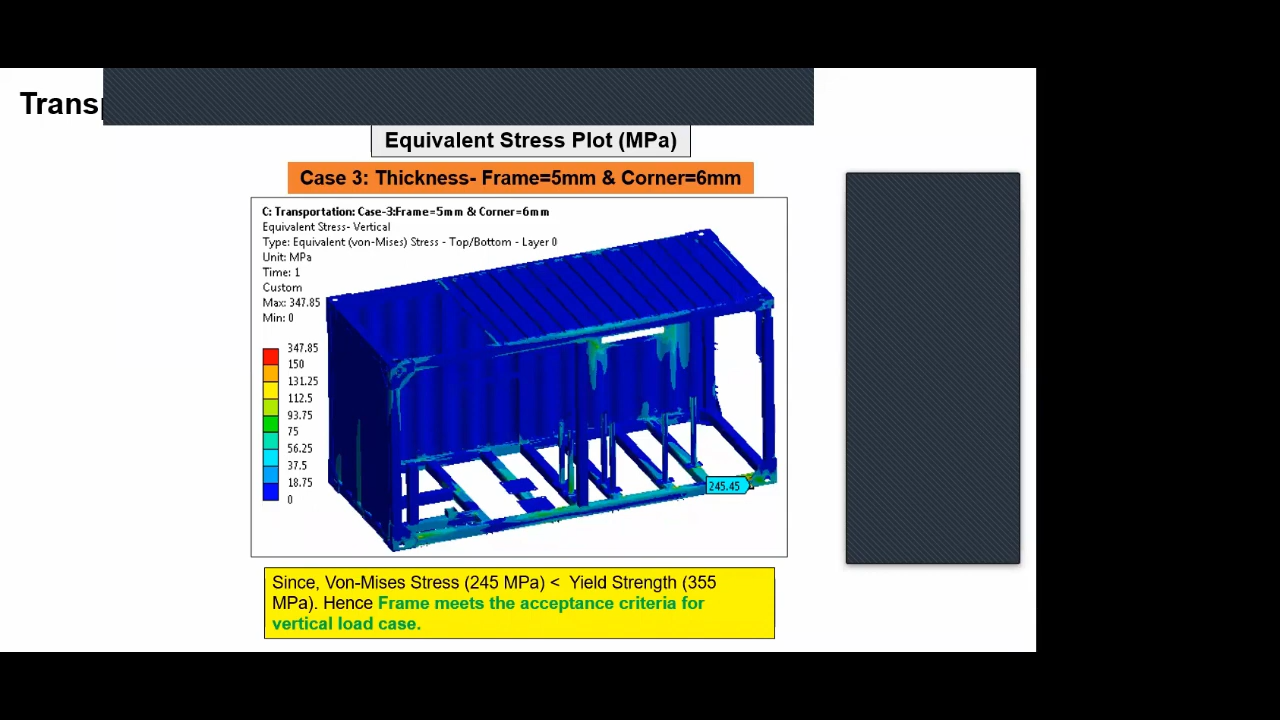 Trans
Equivalent Stress Plot (MPa)
Case 3: Thickness- Frame=5mm & Corner=6mm
C: Transportation: Case-3:Frame=5mm & Corner=6mm
Equivalent Stress- Vertical
Type: Equivalent (von-Mises) Stress - Top/Bottom - Layer 0
Unit: MPa
Time: 1
Custom
Max: 347.85
Min: 0
347.85
150
131.25
112.5
93.75
75
56.25
37.5
18.75
0
245.45
Since, Von-Mises Stress (245 MPa) < Yield Strength (355
MPa). Hence Frame meets the acceptance criteria for
vertical load case.